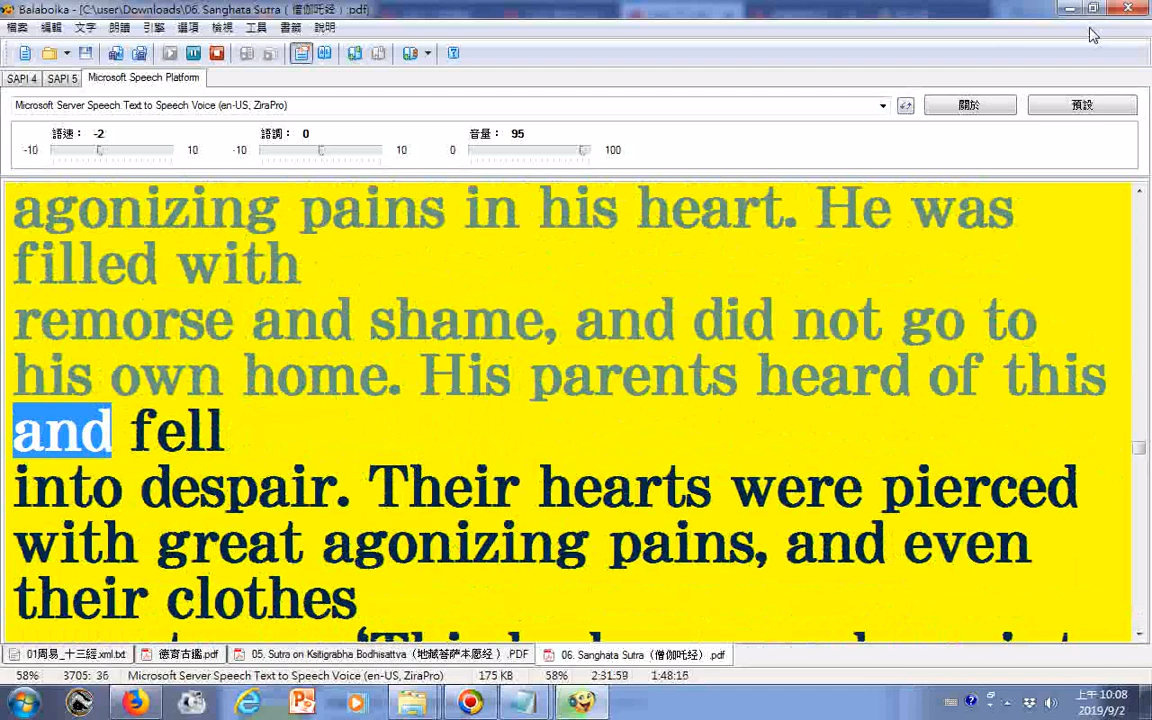 Balabolka - [C:\user\Downloads\06. Sanghata Sutra (僧伽吒经).pdf]
檔案 編輯 文字 朗讀 引擎 選項 檢視 工具 書籤 說明
SAPI 4 SAPI 5 Microsoft Speech Platform
Microsoft Server Speech Text to Speech Voice (en-US, ZiraPro) 關於 預設
語速: -2 語調: 0 音量: 95
-10 10 -10 10 0 100
agonizing pains in his heart. He was
filled with
remorse and shame, and did not go to
his own home. His parents heard of this
and fell
into despair. Their hearts were pierced
with great agonizing pains, and even
their clothes
01周易_十三經.xml.txt 德育古鑑.pdf 05. Sutra on Ksitigrabha Bodhisattva (地藏菩萨本愿经) .PDF 06. Sanghata Sutra (僧伽吒经) .pdf
58% 3705: 36 Microsoft Server Speech Text to Speech Voice (en-US, ZiraPro) 175 KB 58% 2:31:59 1:48:16
上午 10:08
2019/9/2